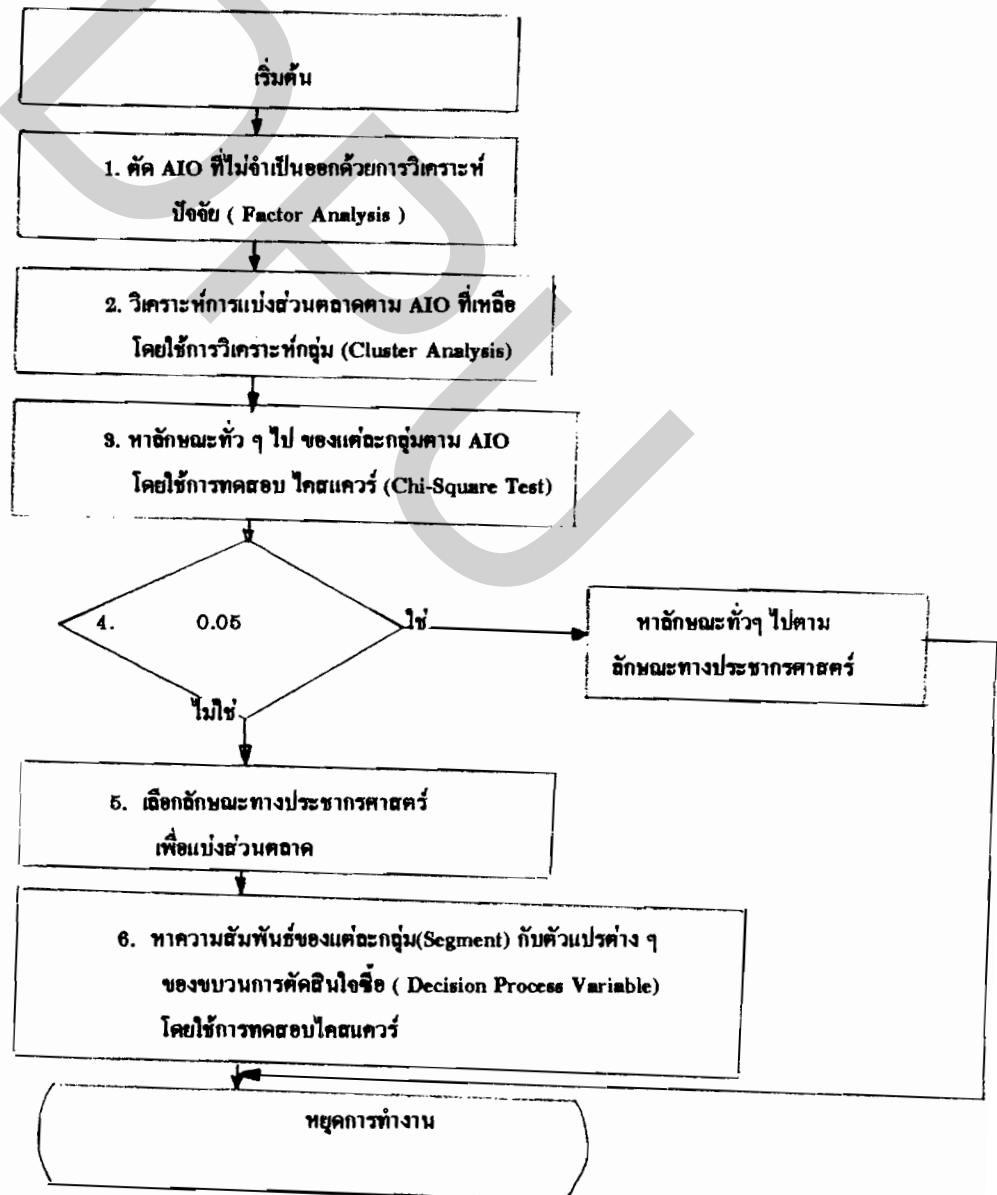 เริ่มต้น
1. ตัด AIO ที่ไม่จำเป็นออกด้วยการวิเคราะห์
ปัจจัย ( Factor Analysis )
2. วิเคราะห์การแบ่งส่วนตลาดตาม AIO ที่เหลือ
โดยใช้การวิเคราะห์กลุ่ม (Cluster Analysis)
3. หาลักษณะทั่ว ๆ ไป ของแต่ละกลุ่มตาม AIO
โดยใช้การทดสอบ ไคสแควร์ (Chi-Square Test)
4. 0.05
ใช่
หาลักษณะทั่วๆ ไปตาม
ลักษณะทางประชากรศาสตร์
ไม่ใช่
5. เลือกลักษณะทางประชากรศาสตร์
เพื่อแบ่งส่วนตลาด
6. หาความสัมพันธ์ของแต่ละกลุ่ม(Segment) กับตัวแปรต่าง ๆ
ของขบวนการตัดสินใจซื้อ ( Decision Process Variable)
โดยใช้การทดสอบไคสแควร์
หยุดการทำงาน
DPU